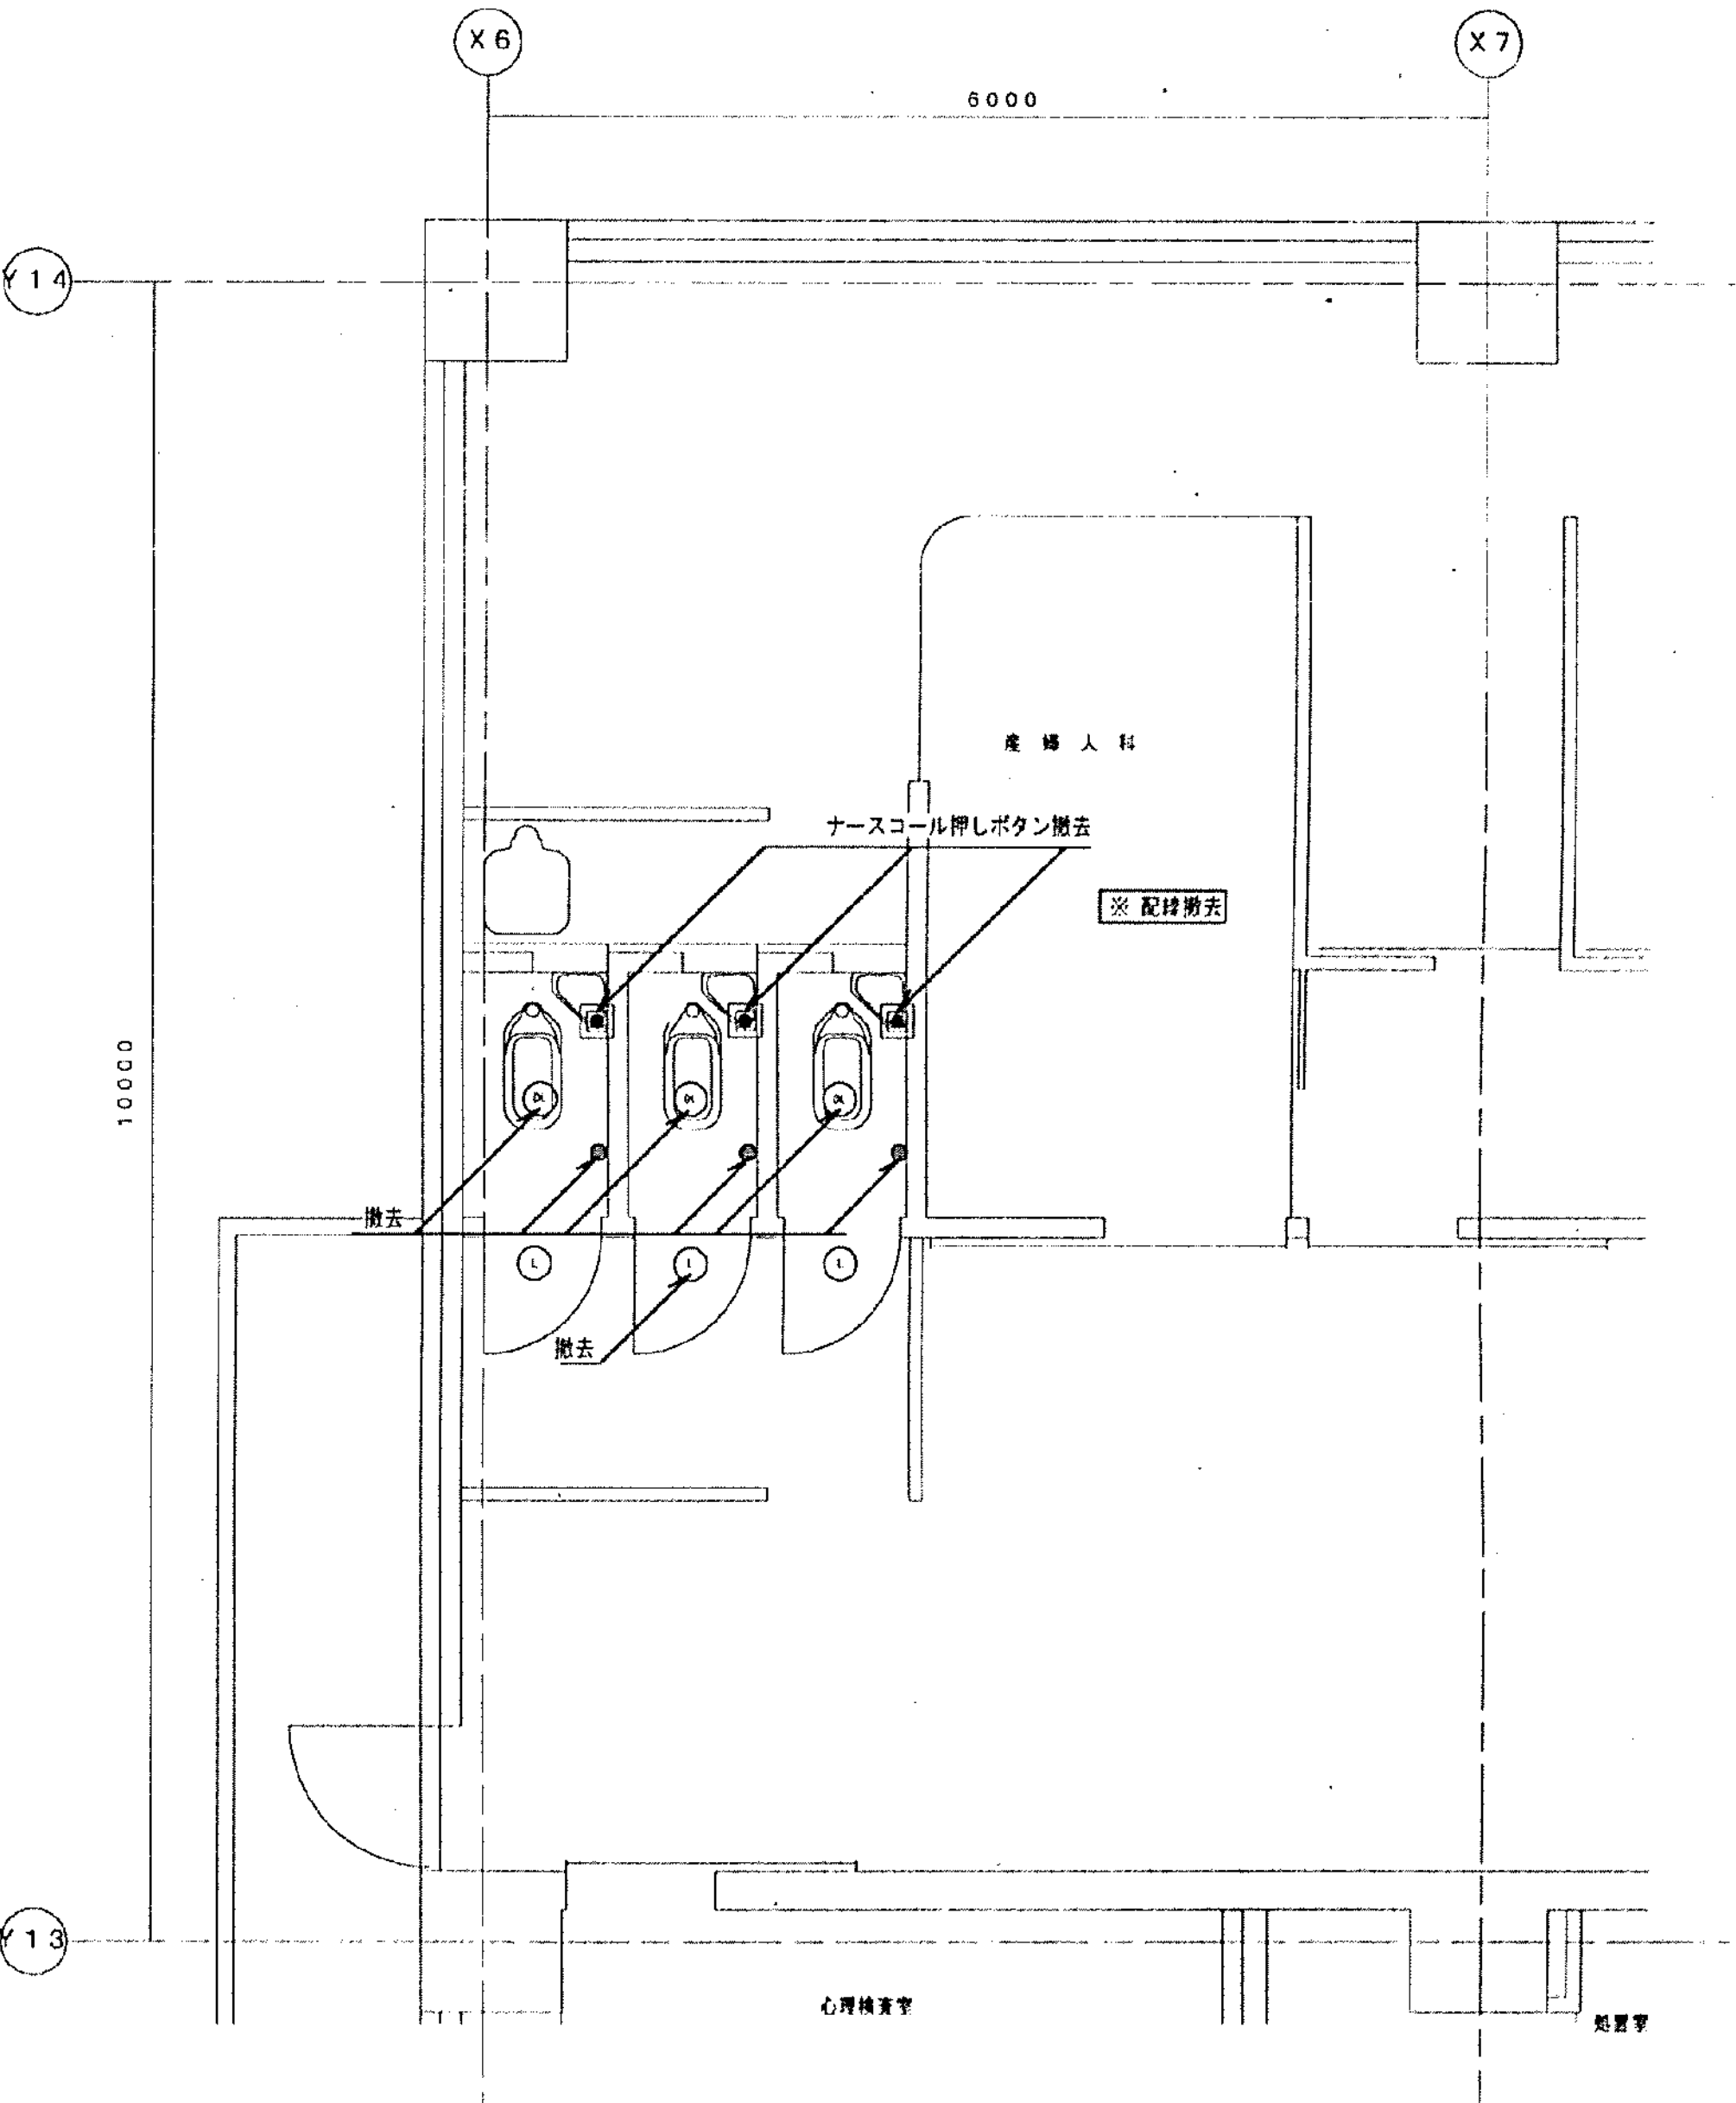 X6
X7
6000
Y14
産婦人科
ナースコール押しボタン撤去
※ 配線撤去
10000
撤去
L
L
L
撤去
Y13
心理検査室
処置室